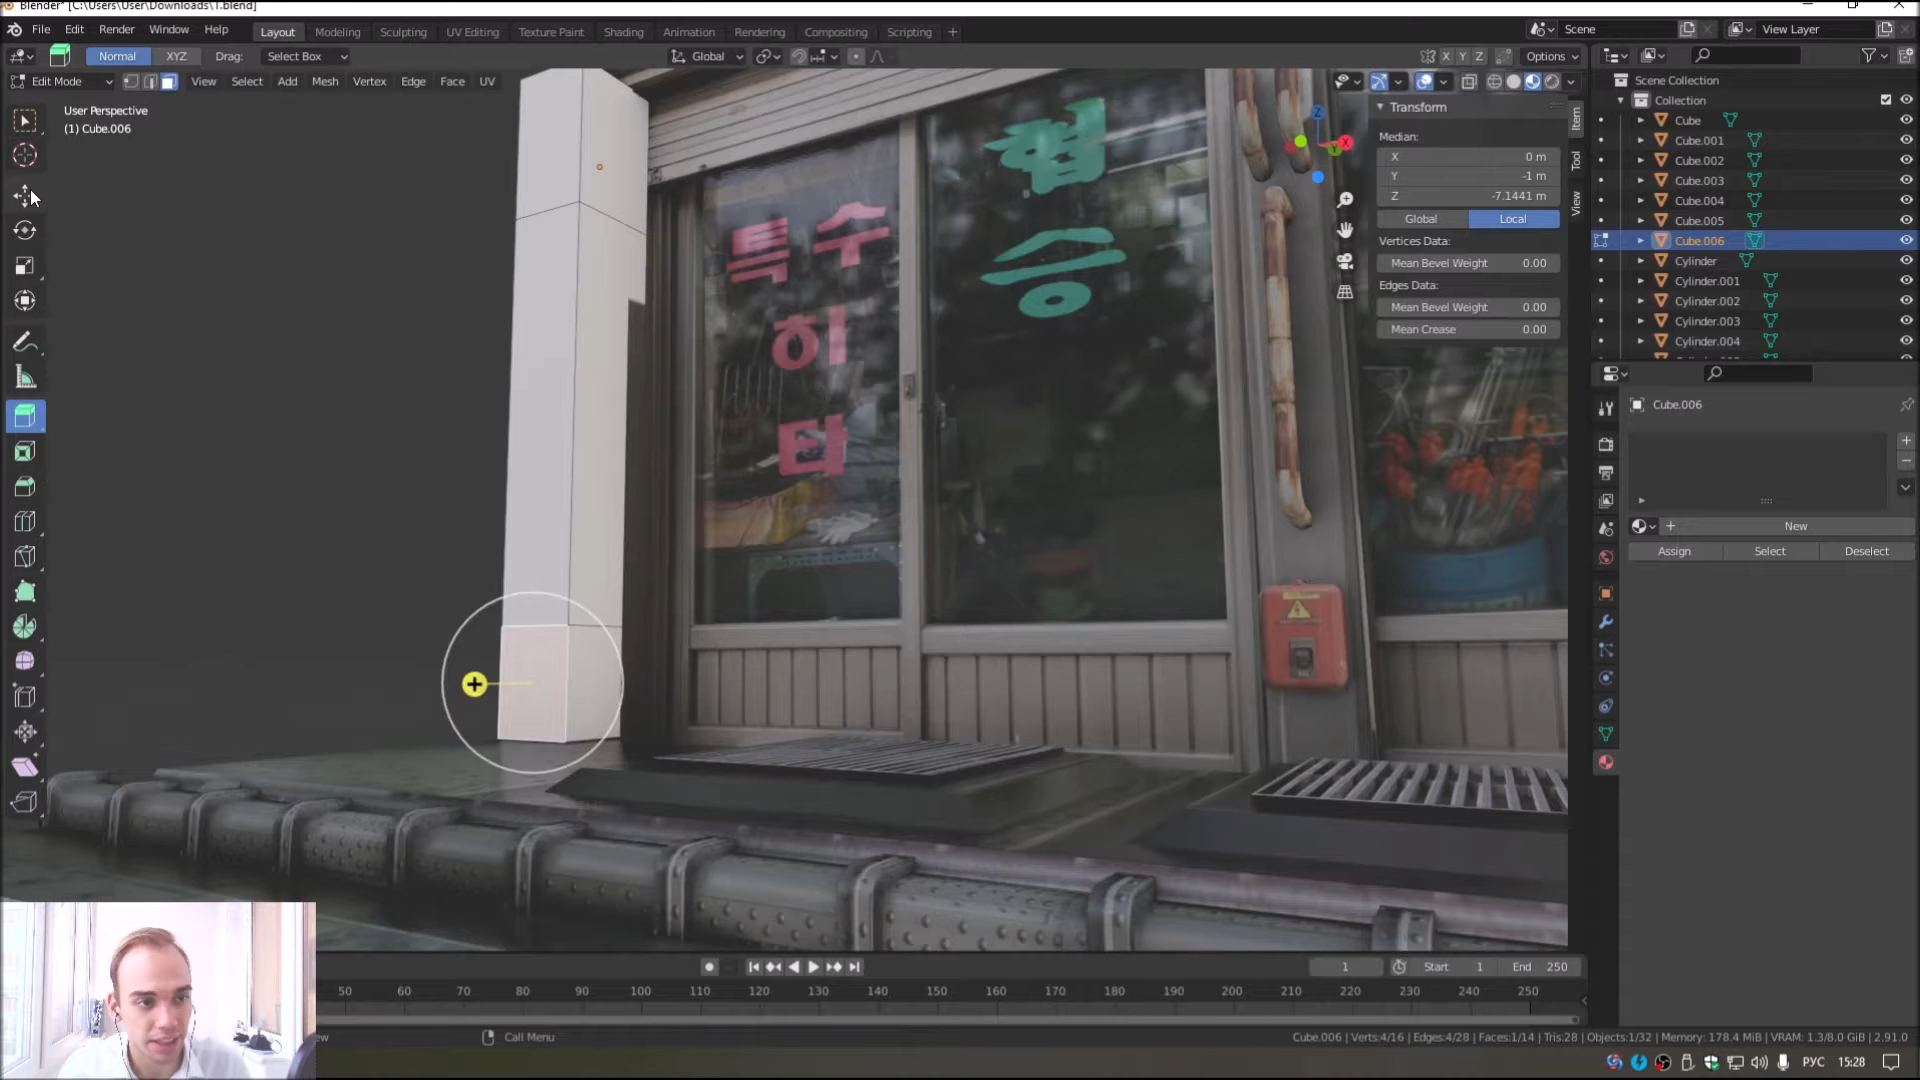 Blender* [C:\Users\User\Downloads\1.blend]
File Edit Render Window Help Layout Modeling Sculpting UV Editing Texture Paint Shading Animation Rendering Compositing Scripting + Scene View Layer
Normal XYZ Drag: Select Box Global X Y Z Options
Edit Mode View Select Add Mesh Vertex Edge Face UV
User Perspective
(1) Cube.006
Transform
Median:
X 0 m
Y -1 m
Z -7.1441 m
Global Local
Vertices Data:
Mean Bevel Weight 0.00
Edges Data:
Mean Bevel Weight 0.00
Mean Crease 0.00
Item
Tool
View
Z
X
Y
Scene Collection
Collection
Cube
Cube.001
Cube.002
Cube.003
Cube.004
Cube.005
Cube.006
Cylinder
Cylinder.001
Cylinder.002
Cylinder.003
Cylinder.004
Cube.006
New
Assign Select Deselect
특수
히
타
협
승
1 Start 1 End 250
50 60 70 80 90 100 110 120 130 140 150 160 170 180 190 200 210 220 230 240 250
Call Menu
Cube.006 | Verts:4/16 | Edges:4/28 | Faces:1/14 | Tris:28 | Objects:1/32 | Memory: 178.4 MiB | VRAM: 1.3/8.0 GiB | 2.91.0
РУС 15:28